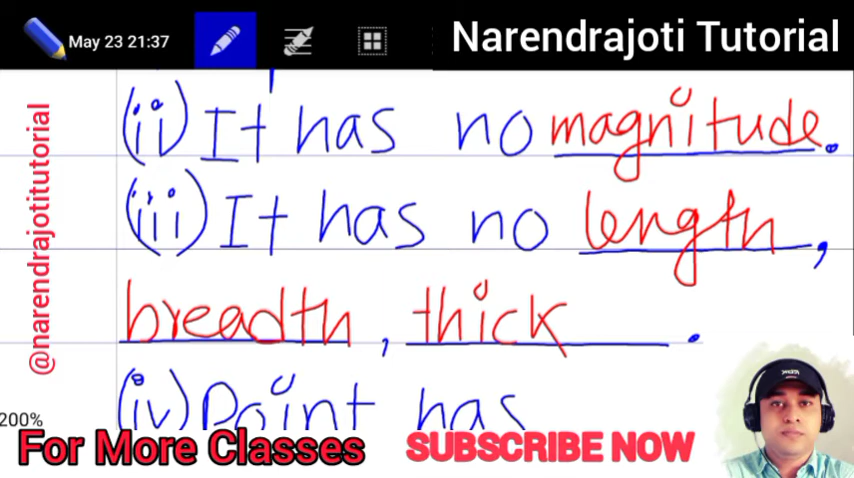 May 23 21:37
Narendrajoti Tutorial
@narendrajotitutorial
(ii) It has no magnitude.
(iii) It has no length,
breadth, thick .
(iv) Point has
200%
For More Classes
SUBSCRIBE NOW